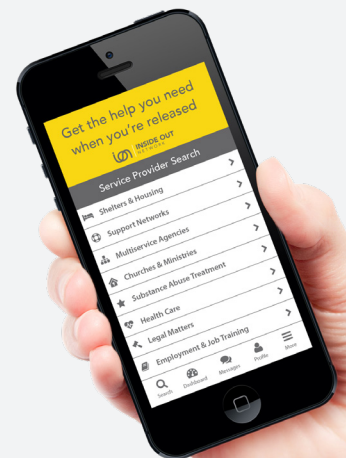 Get the help you need
when you're released
INSIDE OUT
NETWORK
Service Provider Search
Shelters & Housing
Support Networks
Multiservice Agencies
Churches & Ministries
Substance Abuse Treatment
Health Care
Legal Matters
Employment & Job Training
Search Dashboard Messages Profile More